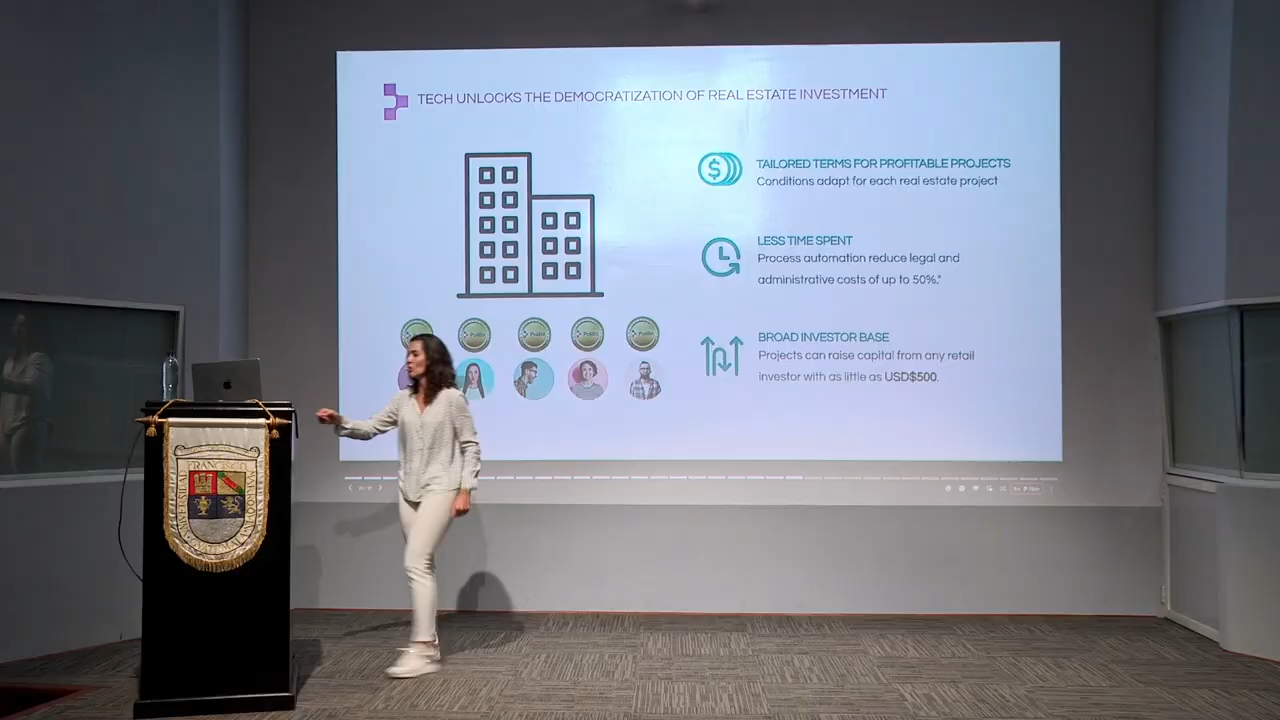 TECH UNLOCKS THE DEMOCRATIZATION OF REAL ESTATE INVESTMENT
TAILORED TERMS FOR PROFITABLE PROJECTS
Conditions adapt for each real estate project
LESS TIME SPENT
Process automation reduce legal and
administrative costs of up to 50%.*
BROAD INVESTOR BASE
Projects can raise capital from any retail
investor with as little as USD$500.
FRANCISCO